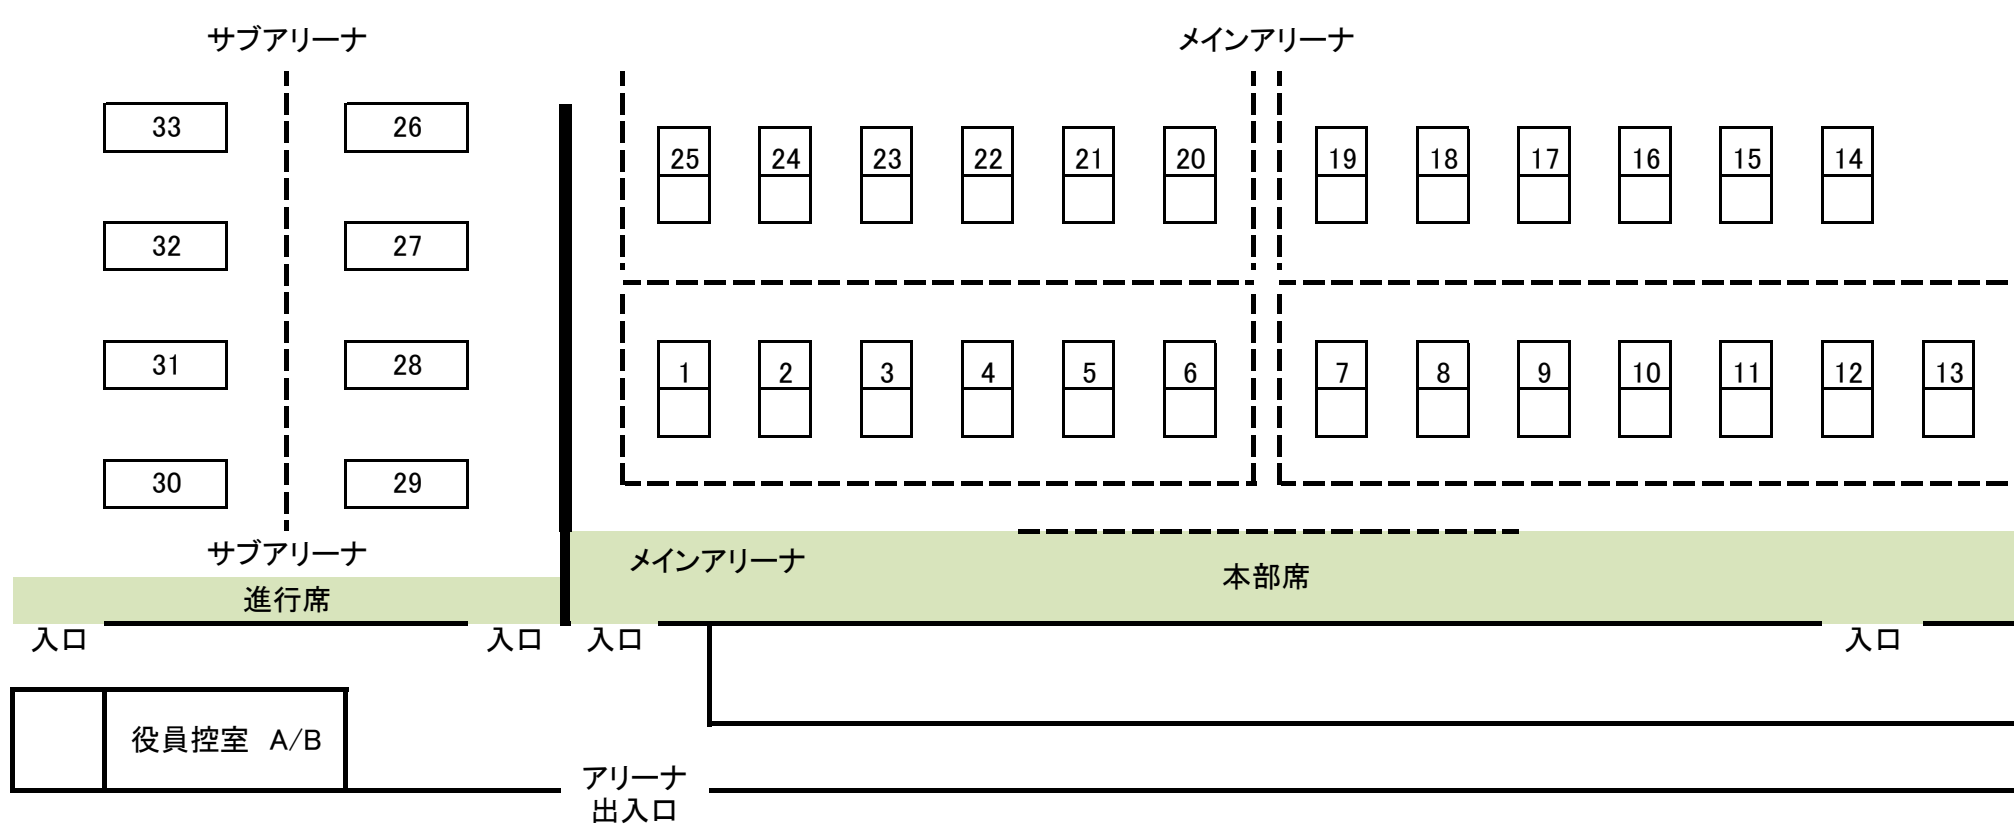 サブアリーナ
メインアリーナ
33 26
25 24 23 22 21 20 19 18 17 16 15 14
32 27
31 28
1 2 3 4 5 6 7 8 9 10 11 12 13
30 29
サブアリーナ
メインアリーナ
本部席
進行席
入口 入口 入口 入口
役員控室 A/B
アリーナ
出入口